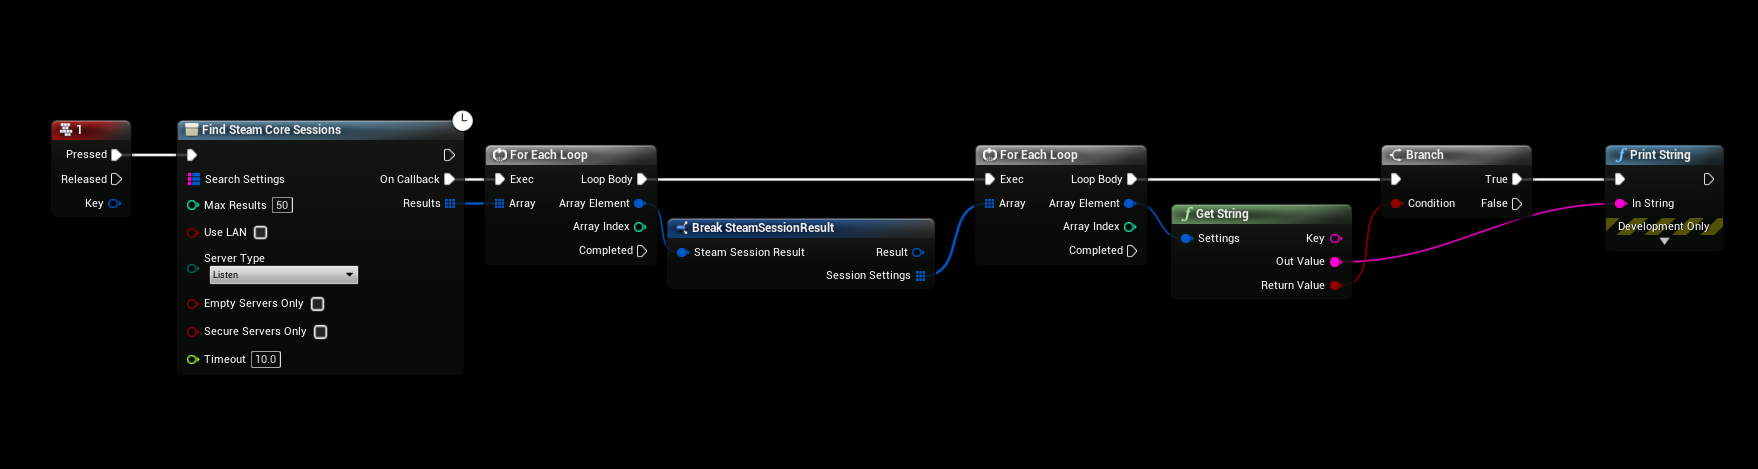 1
Pressed
Released
Key
Find Steam Core Sessions
Search Settings
On Callback
Max Results 50
Results
Use LAN
Server Type
Listen
Empty Servers Only
Secure Servers Only
Timeout 10.0
For Each Loop
Exec
Loop Body
Array
Array Element
Array Index
Completed
Break SteamSessionResult
Steam Session Result
Result
Session Settings
For Each Loop
Exec
Loop Body
Array
Array Element
Array Index
Completed
Get String
Settings
Key
Out Value
Return Value
Branch
True
Condition
False
Print String
In String
Development Only